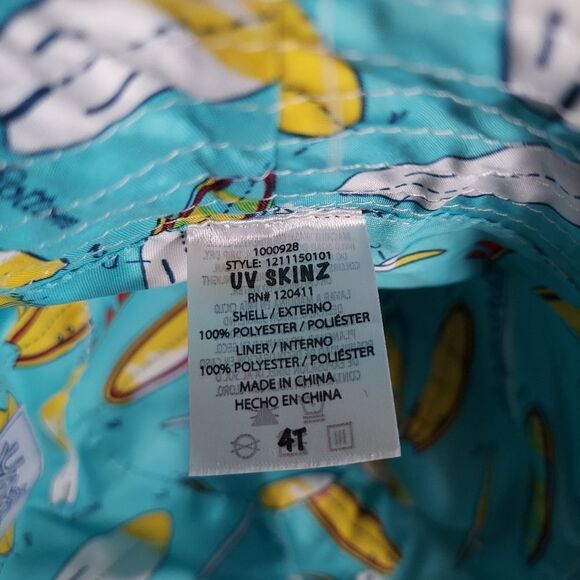 1000928
STYLE: 1211150101
UV SKINZ
RN# 120411
SHELL / EXTERNO
100% POLYESTER / POLIÉSTER
LINER / INTERNO
100% POLYESTER / POLIÉSTER
MADE IN CHINA
HECHO EN CHINA
4T